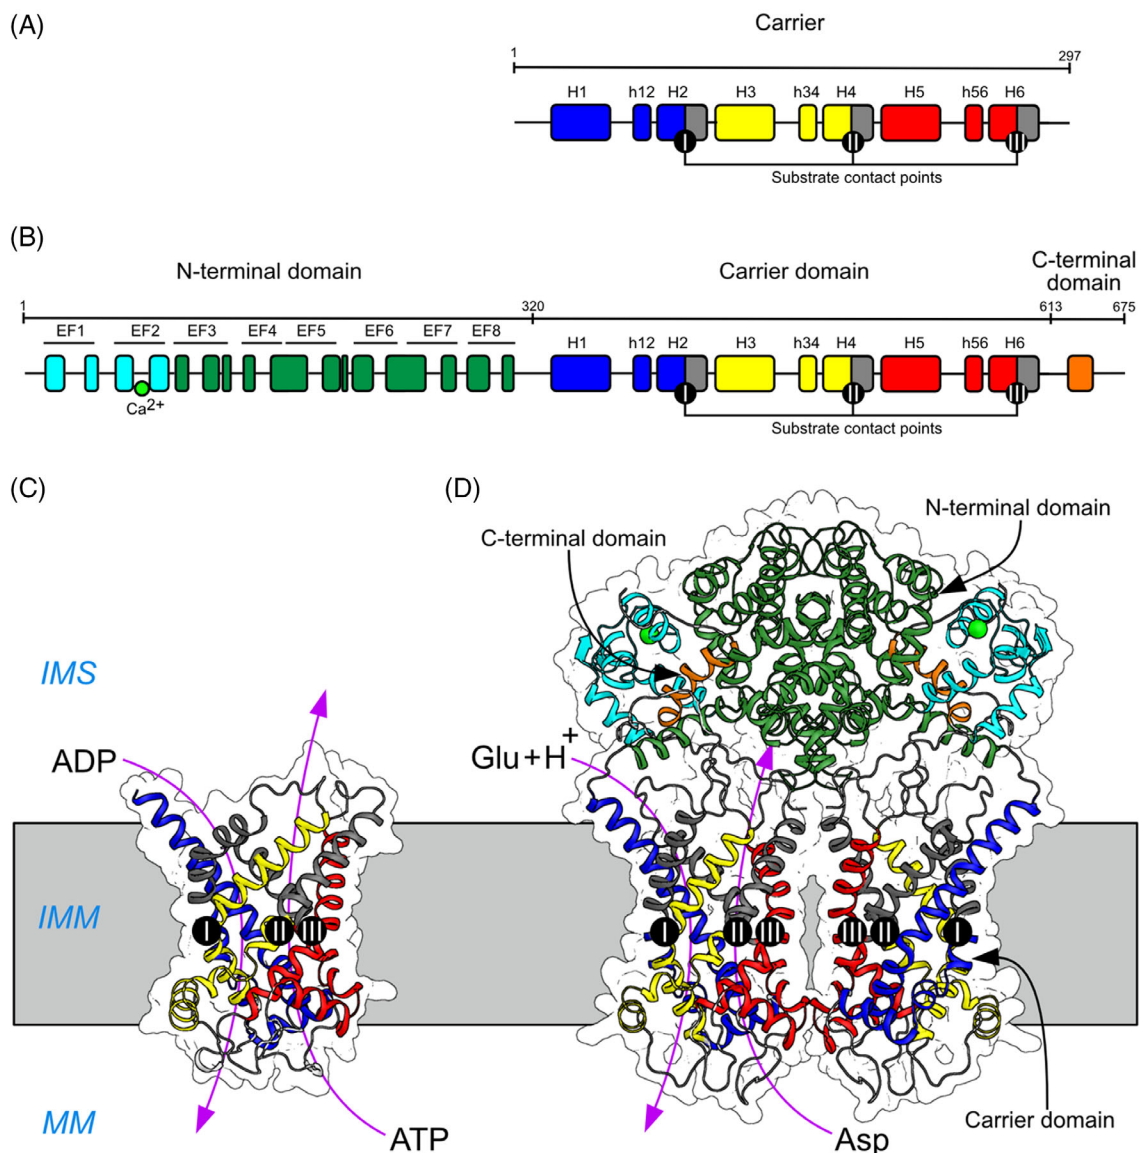 (A)
Carrier
1 297
H1 h12 H2 H3 h34 H4 H5 h56 H6
I II III
Substrate contact points
(B)
N-terminal domain Carrier domain C-terminal
domain
1 320 613 675
EF1 EF2 EF3 EF4 EF5 EF6 EF7 EF8 H1 h12 H2 H3 h34 H4 H5 h56 H6
Ca2+ I II III
Substrate contact points
(C) (D)
N-terminal domain
C-terminal domain
IMS
ADP Glu+H+
IMM I II III I II III III II I
MM
ATP Asp
Carrier domain